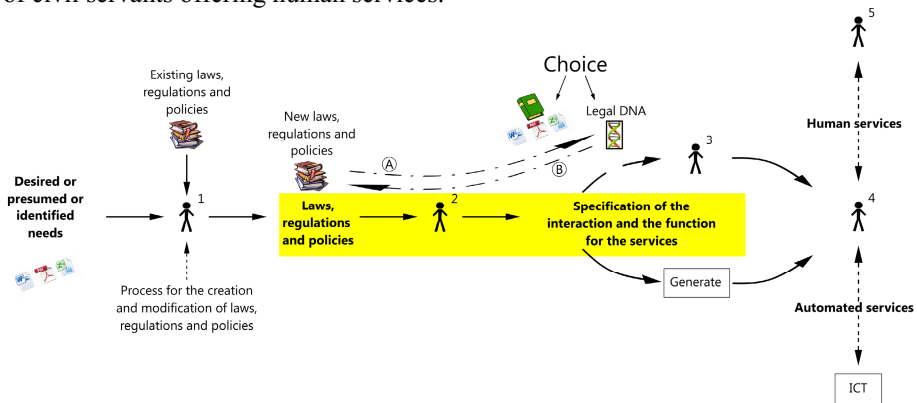 of civil servants offering human services.
5
Existing laws,
regulations and
policies
Choice
New laws,
regulations and
policies
Legal DNA
Human services
A
B
3
Desired or
presumed or
identified
needs
1
Laws,
regulations
and policies
2
Specification of the
interaction and the function
for the services
4
Generate
Process for the creation
and modification of laws,
regulations and policies
Automated services
ICT